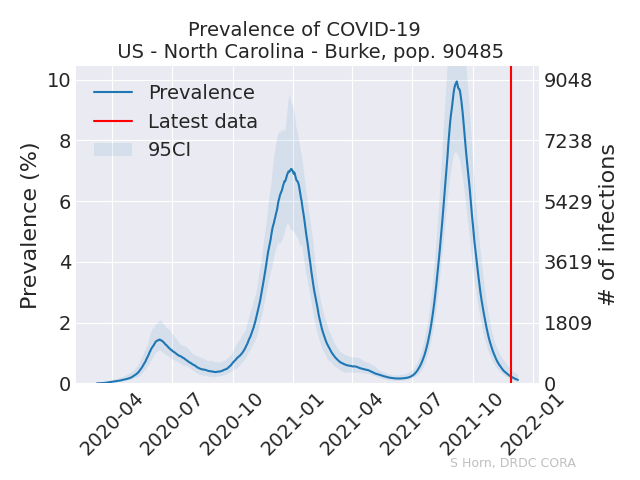 Prevalence of COVID-19
US - North Carolina - Burke, pop. 90485
Prevalence
Latest data
95CI
Prevalence (%)
10
8
6
4
2
0
9048
7238
5429
3619
1809
0
# of infections
2020-04
2020-07
2020-10
2021-01
2021-04
2021-07
2021-10
2022-01
S Horn, DRDC CORA